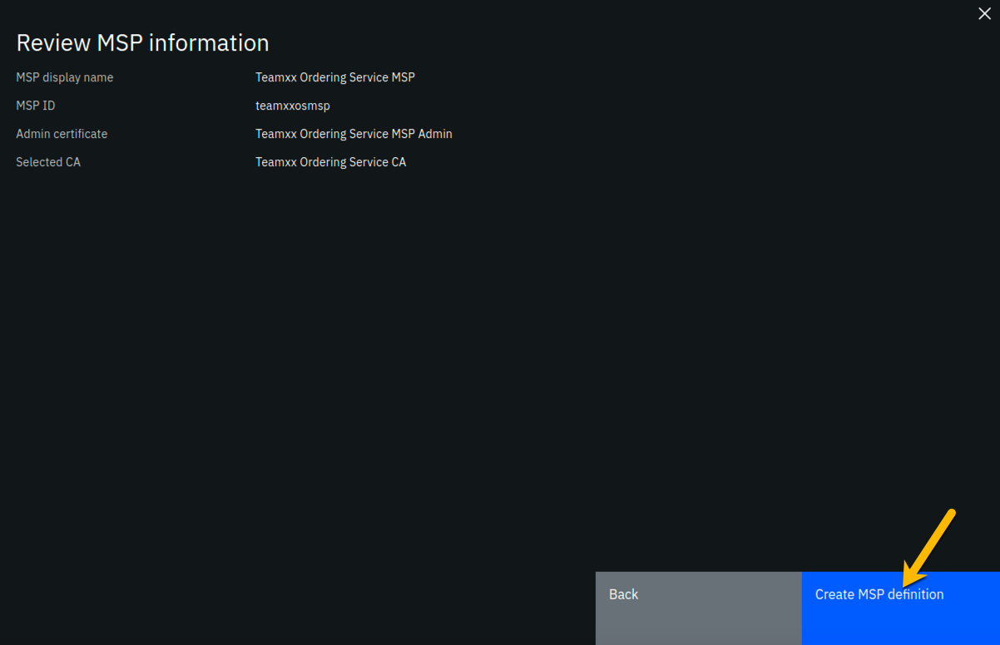 Review MSP information
MSP display name Teamxx Ordering Service MSP
MSP ID teamxxosmsp
Admin certificate Teamxx Ordering Service MSP Admin
Selected CA Teamxx Ordering Service CA
Back Create MSP definition